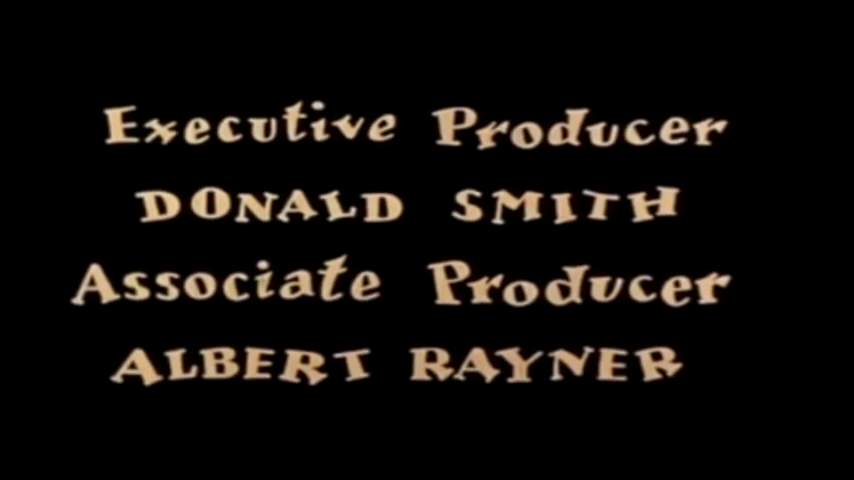 Executive Producer
DONALD SMITH
Associate Producer
ALBERT RAYNER